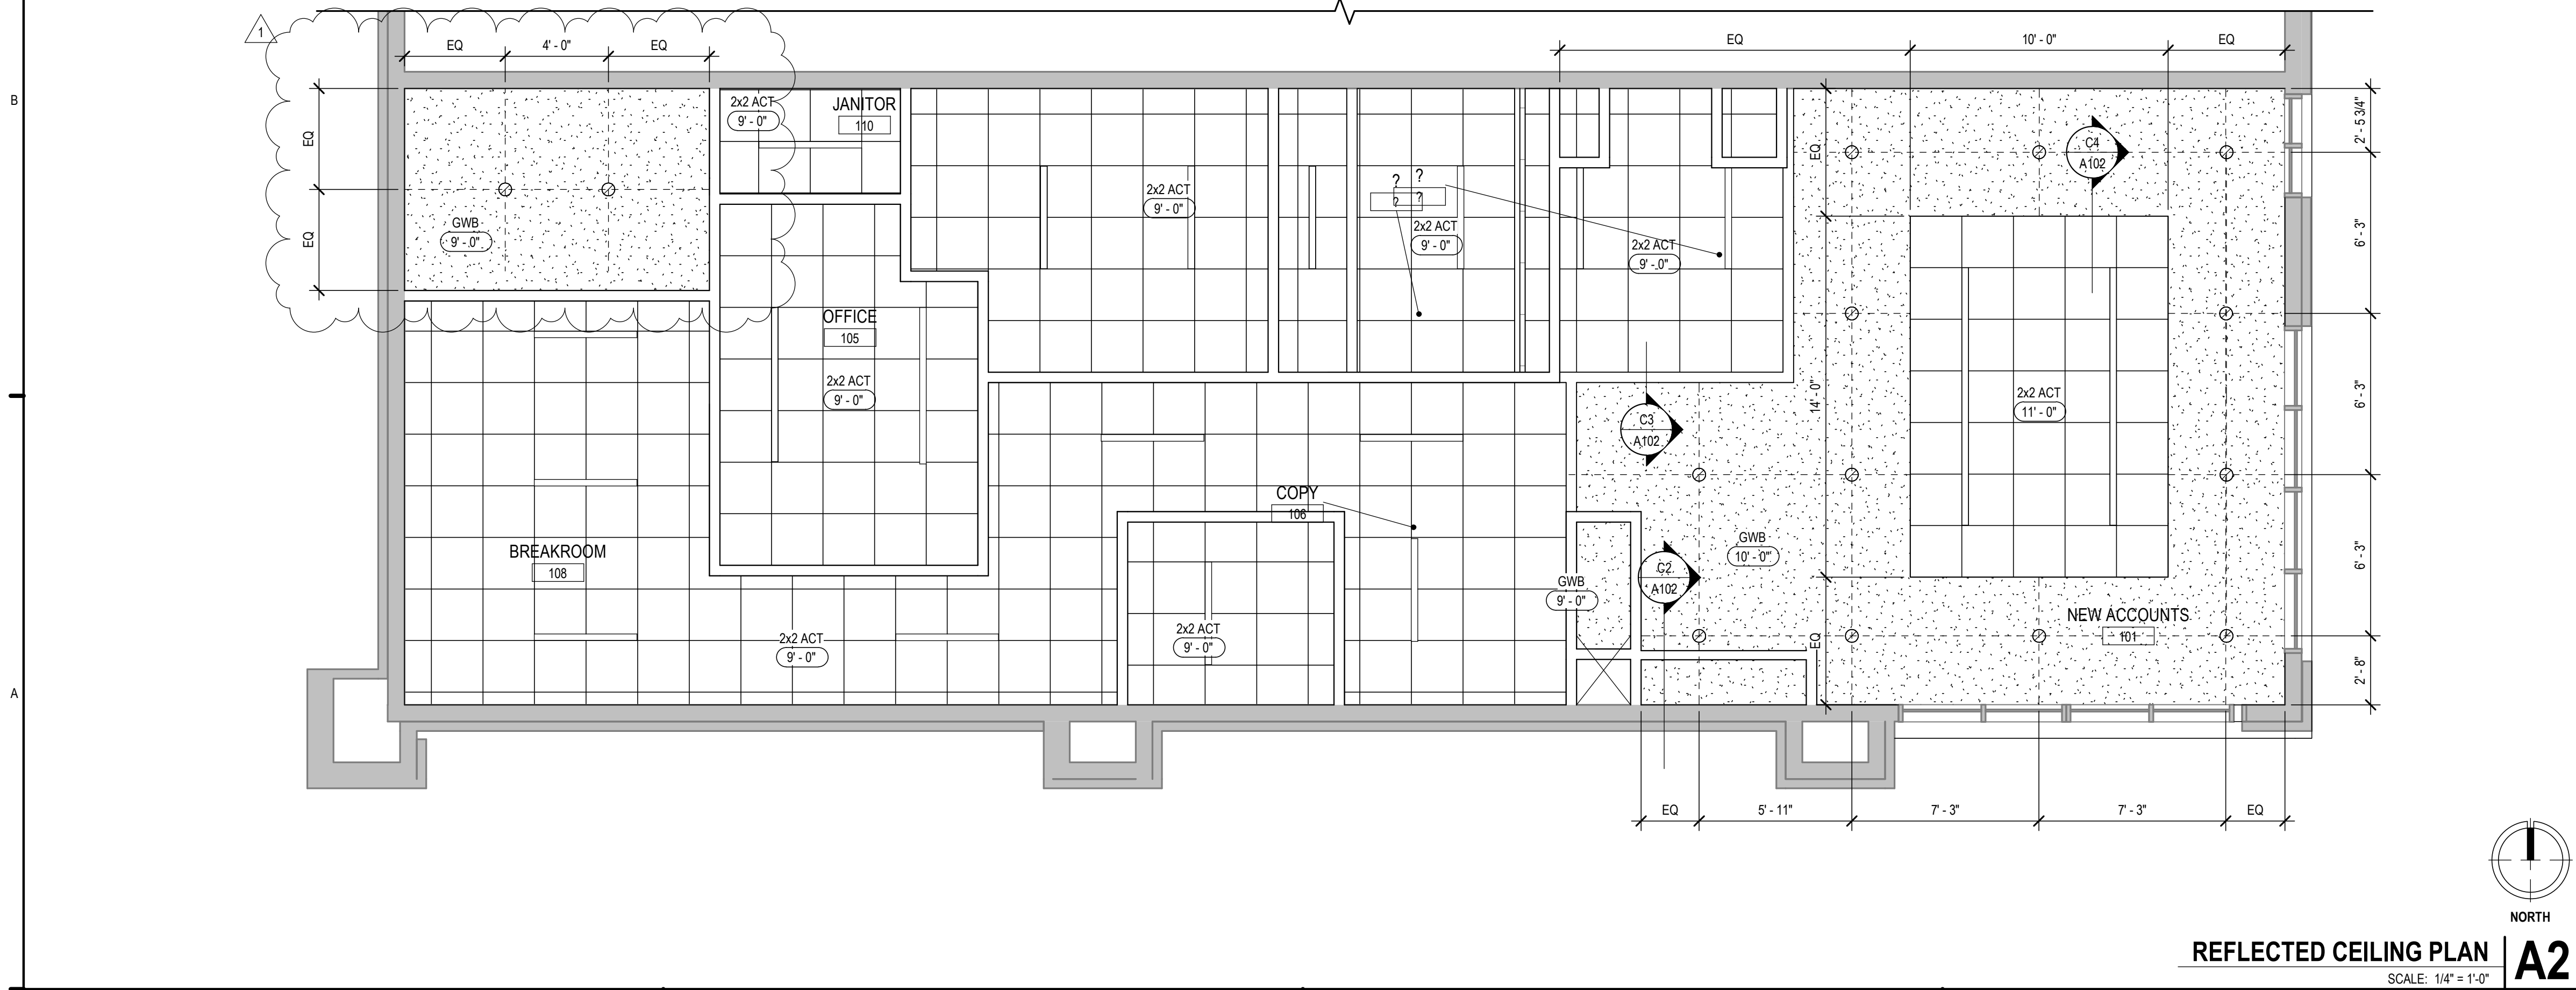 1
EQ
4' - 0"
EQ
EQ
10' - 0"
EQ
B
EQ
EQ
2x2 ACT
9' - 0"
JANITOR
110
GWB
9' - 0"
2x2 ACT
9' - 0"
? ?
? ?
2x2 ACT
9' - 0"
2x2 ACT
9' - 0"
EQ
C4
A102
2' - 5 3/4"
6' - 3"
OFFICE
105
2x2 ACT
9' - 0"
14' - 0"
C3
A102
2x2 ACT
11' - 0"
6' - 3"
COPY
106
BREAKROOM
108
GWB
10' - 0"
C2
A102
GWB
9' - 0"
6' - 3"
2x2 ACT
9' - 0"
2x2 ACT
9' - 0"
EQ
NEW ACCOUNTS
101
2' - 8"
A
EQ
5' - 11"
7' - 3"
7' - 3"
EQ
NORTH
REFLECTED CEILING PLAN
SCALE: 1/4" = 1'-0"
A2